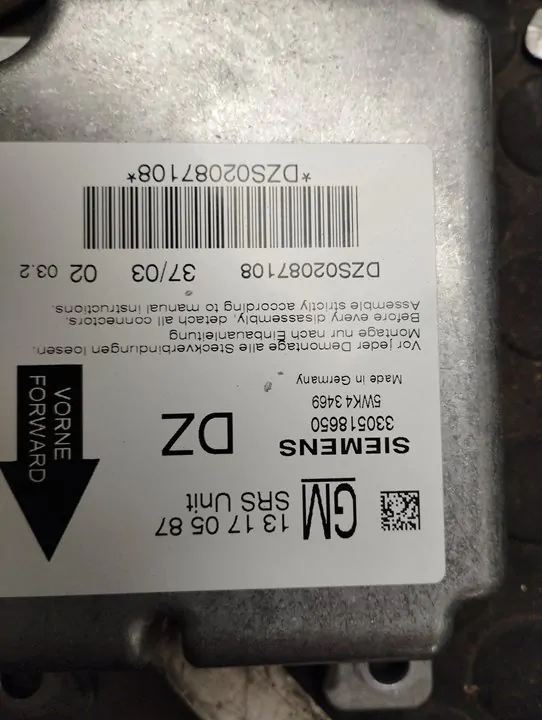 GM
13 17 05 87
SRS Unit
SIEMENS
330518650
5WK43469
DZ
Made in Germany
VORNE
FORWARD
Vor jeder Demontage alle Steckverbindungen loesen.
Montage nur nach Einbauanleitung
Before every disassembly, detach all connectors.
Assemble strictly according to manual instructions.
DZS02087108 37/03 02 03.2
*DZS02087108*